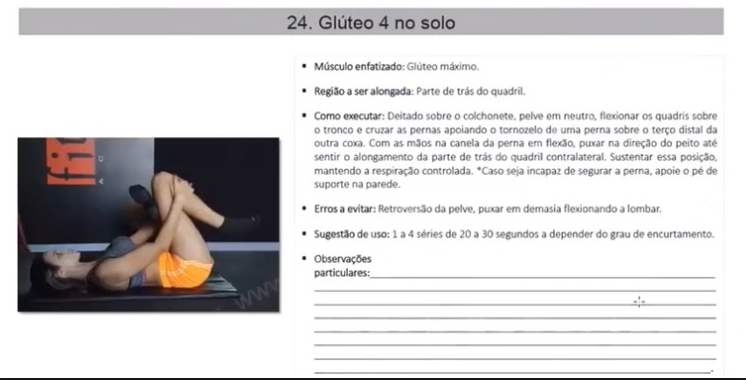 24. Glúteo 4 no solo
▪ Músculo enfatizado: Glúteo máximo.
▪ Região a ser alongada: Parte de trás do quadril.
▪ Como executar: Deitado sobre o colchonete, pelve em neutro, flexionar os quadris sobre
o tronco e cruzar as pernas apoiando o tornozelo de uma perna sobre o terço distal da
outra coxa. Com as mãos na canela da perna em flexão, puxar na direção do peito até
sentir o alongamento da parte de trás do quadril contralateral. Sustentar essa posição,
mantendo a respiração controlada. *Caso seja incapaz de segurar a perna, apoie o pé de
suporte na parede.
▪ Erros a evitar: Retroversão da pelve, puxar em demasia flexionando a lombar.
▪ Sugestão de uso: 1 a 4 séries de 20 a 30 segundos a depender do grau de encurtamento.
▪ Observações
particulares:
www